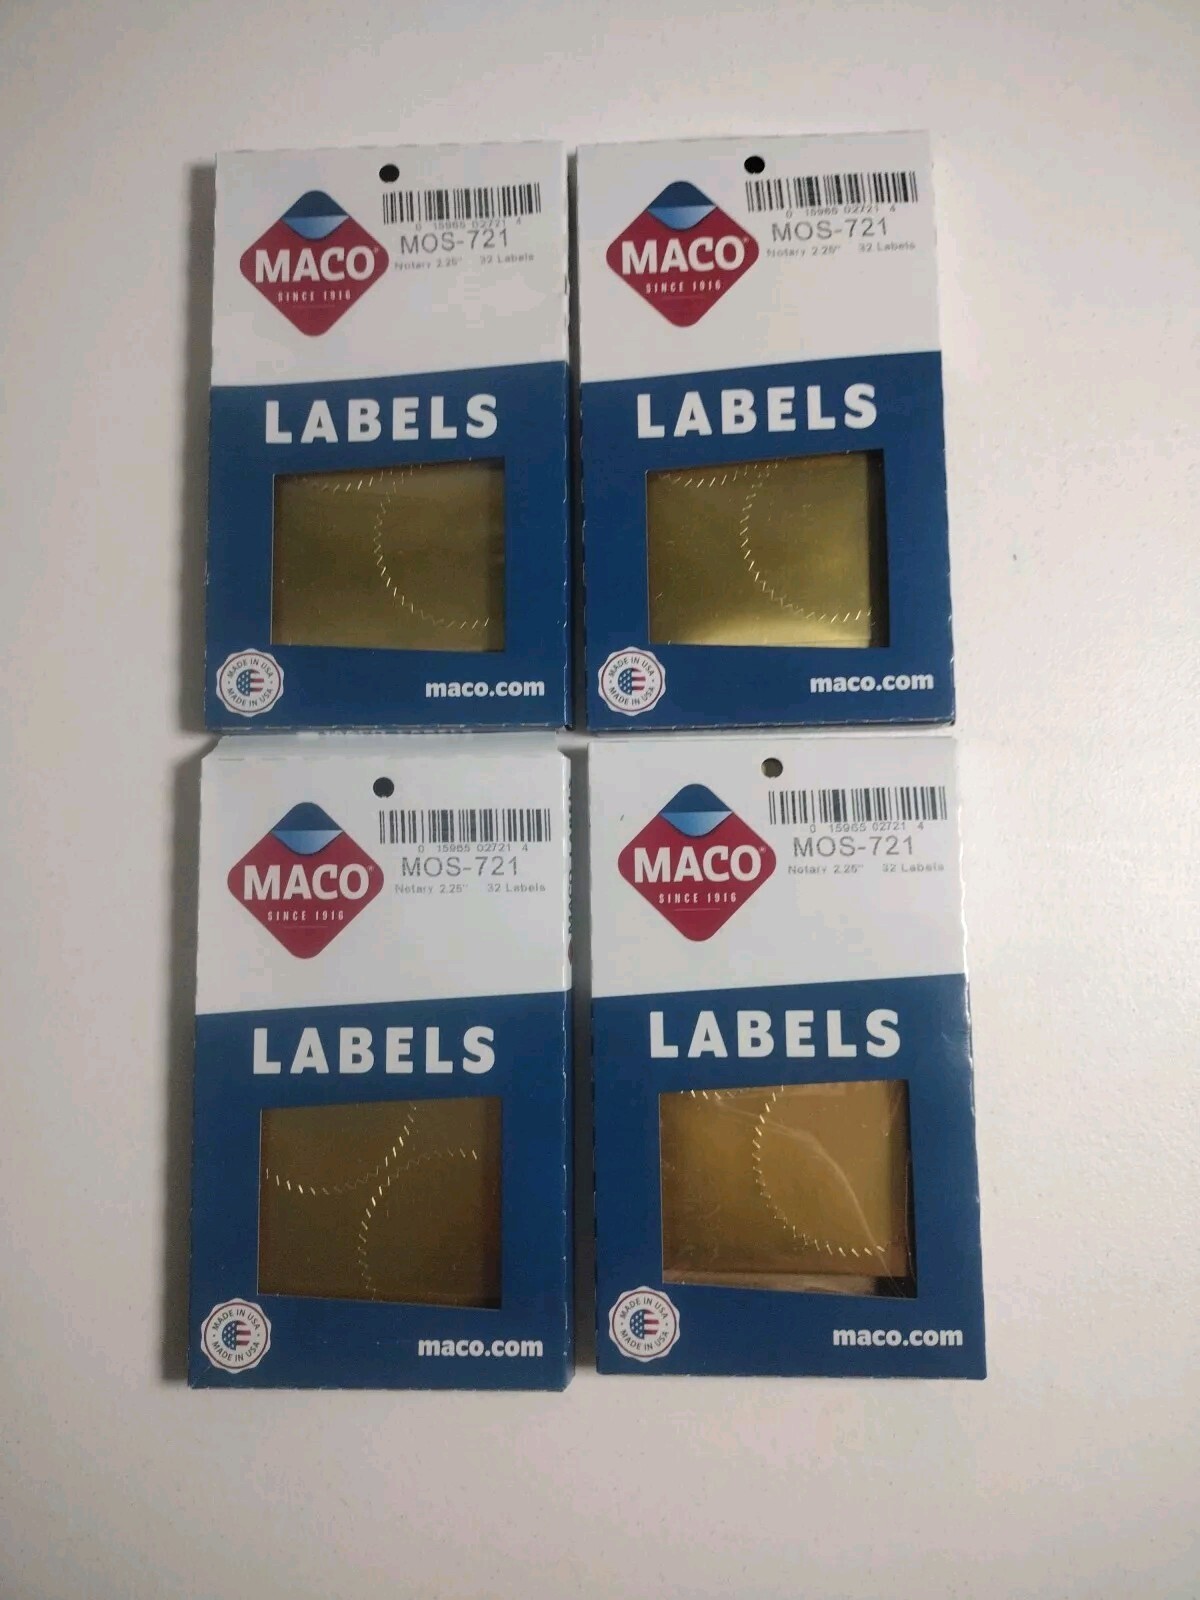 0 15965 02721 4
MOS-721
Notary 2.25" 32 Labels
MACO®
SINCE 1916
LABELS
MADE IN USA
MADE IN USA
maco.com
0 15965 02721 4
MOS-721
Notary 2.25" 32 Labels
MACO®
SINCE 1916
LABELS
MADE IN USA
MADE IN USA
maco.com
0 15965 02721 4
MOS-721
Notary 2.25" 32 Labels
MACO®
SINCE 1916
LABELS
MADE IN USA
MADE IN USA
maco.com
0 15965 02721 4
MOS-721
Notary 2.25" 32 Labels
MACO®
SINCE 1916
LABELS
MADE IN USA
MADE IN USA
maco.com